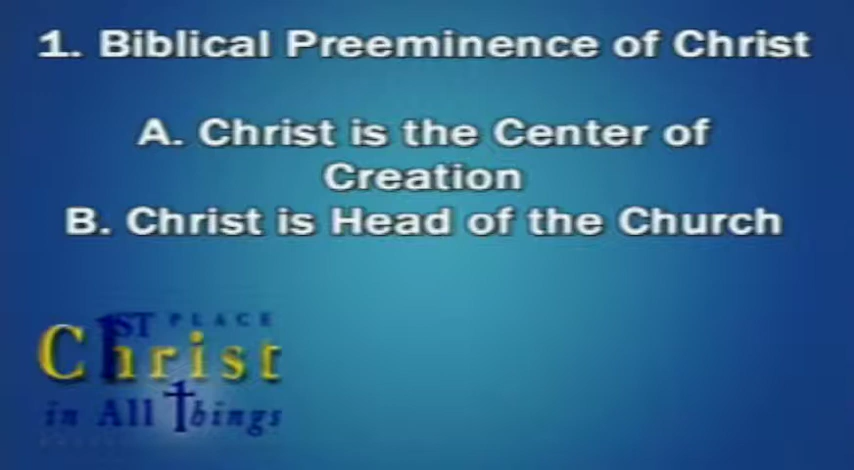 1. Biblical Preeminence of Christ
A. Christ is the Center of
Creation
B. Christ is Head of the Church
1ST PLACE
Christ
in All Things